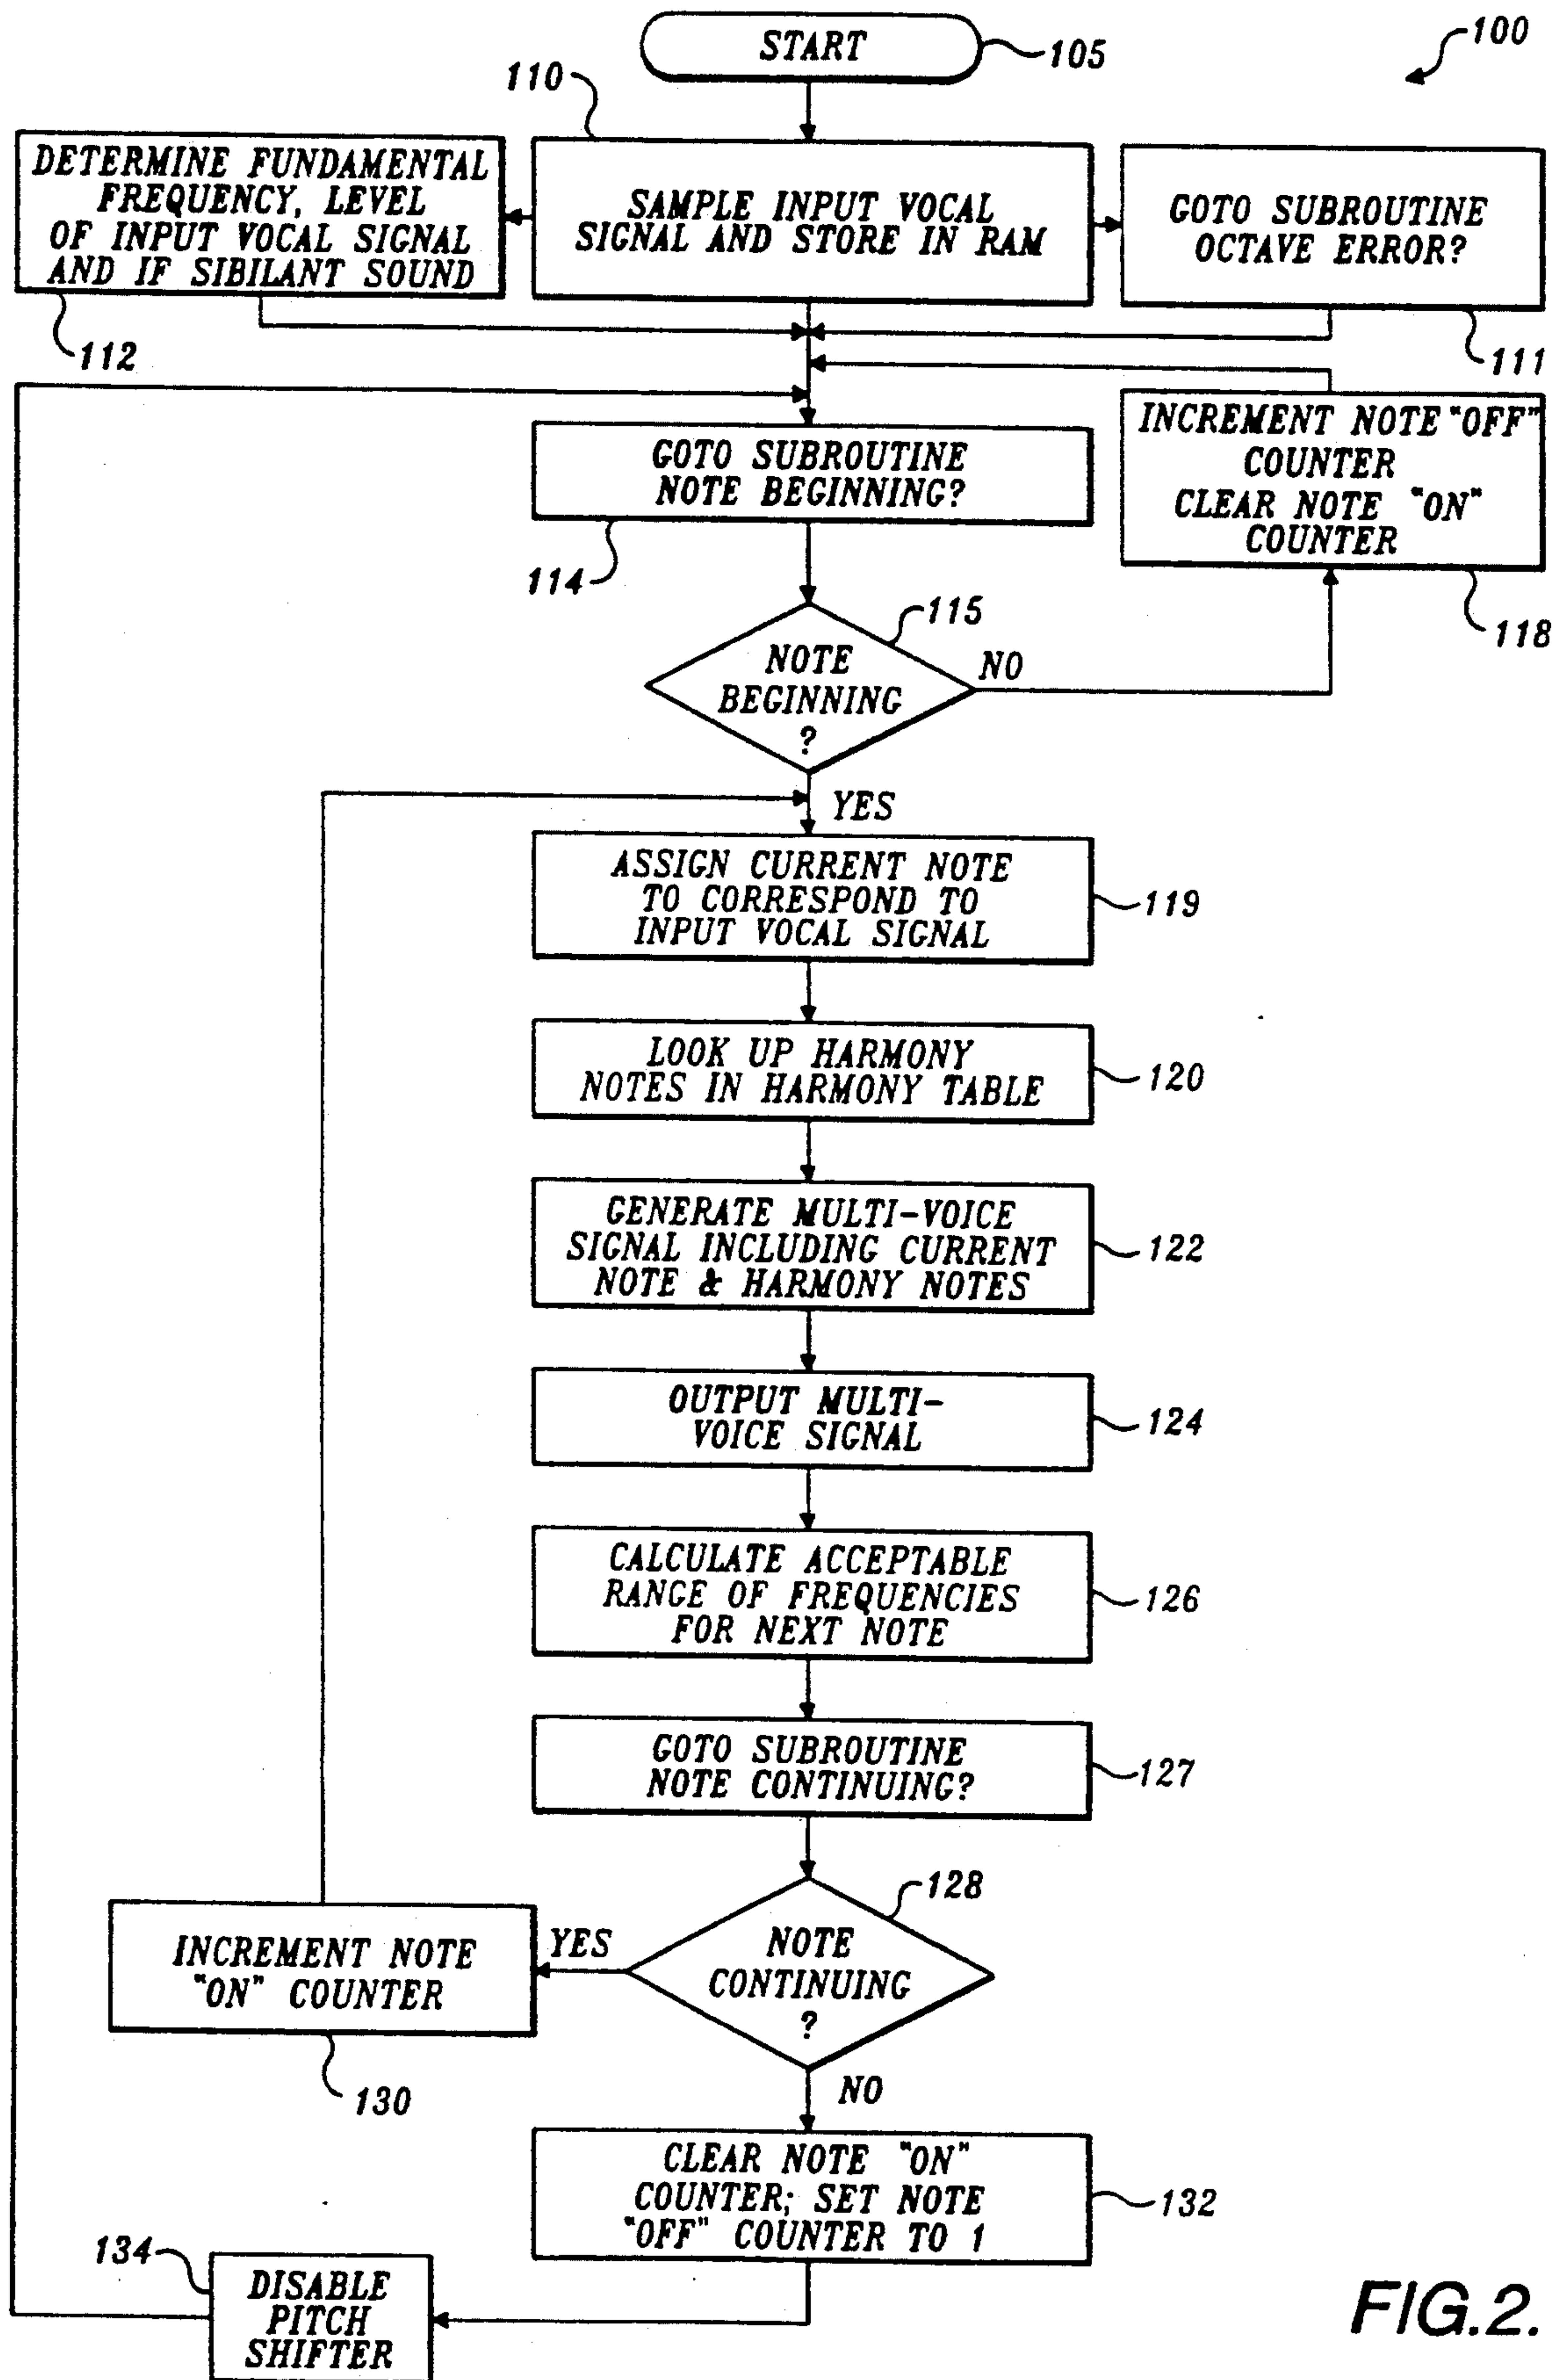 START
105
100
110
DETERMINE FUNDAMENTAL
FREQUENCY, LEVEL
OF INPUT VOCAL SIGNAL
AND IF SIBILANT SOUND
112
SAMPLE INPUT VOCAL
SIGNAL AND STORE IN RAM
GOTO SUBROUTINE
OCTAVE ERROR?
111
INCREMENT NOTE "OFF"
COUNTER
CLEAR NOTE "ON"
COUNTER
118
GOTO SUBROUTINE
NOTE BEGINNING?
114
115
NOTE
BEGINNING
?
NO
YES
ASSIGN CURRENT NOTE
TO CORRESPOND TO
INPUT VOCAL SIGNAL
119
LOOK UP HARMONY
NOTES IN HARMONY TABLE
120
GENERATE MULTI-VOICE
SIGNAL INCLUDING CURRENT
NOTE & HARMONY NOTES
122
OUTPUT MULTI-
VOICE SIGNAL
124
CALCULATE ACCEPTABLE
RANGE OF FREQUENCIES
FOR NEXT NOTE
126
GOTO SUBROUTINE
NOTE CONTINUING?
127
128
NOTE
CONTINUING
?
YES
INCREMENT NOTE
"ON" COUNTER
130
NO
CLEAR NOTE "ON"
COUNTER; SET NOTE
"OFF" COUNTER TO 1
132
134
DISABLE
PITCH
SHIFTER
FIG.2.